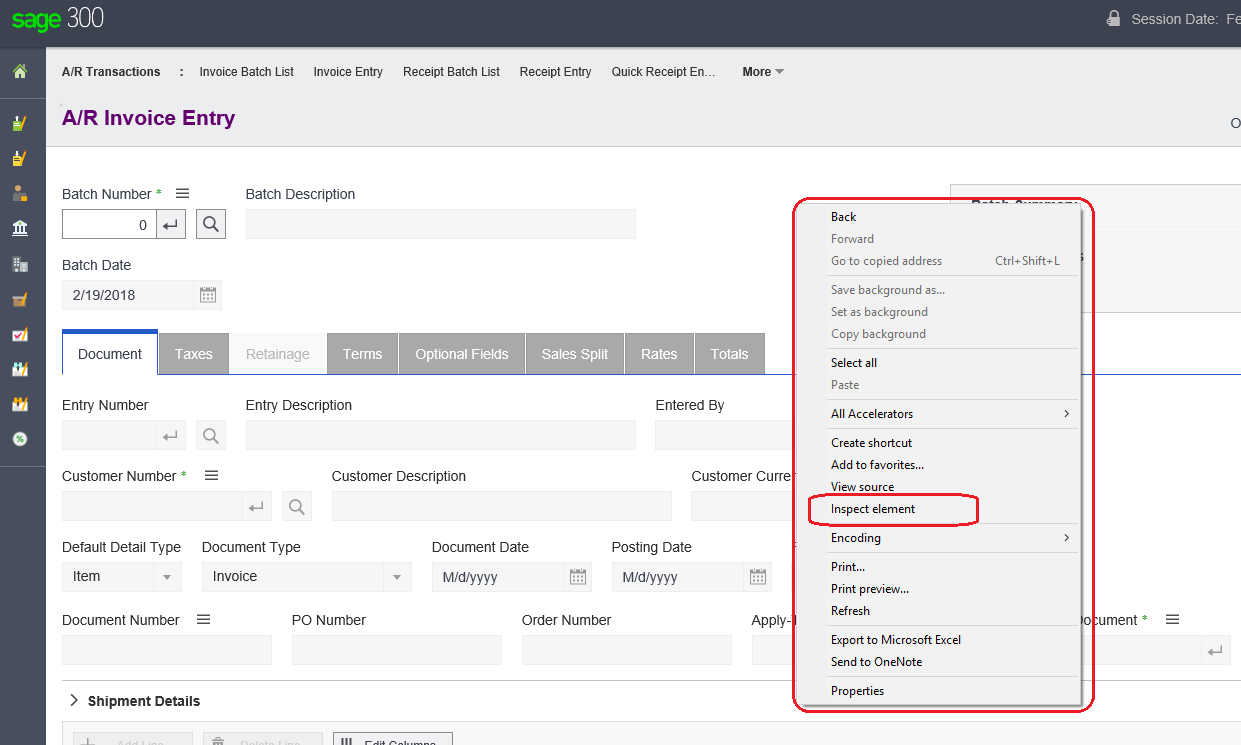 sage 300
Session Date: Fe
A/R Transactions : Invoice Batch List Invoice Entry Receipt Batch List Receipt Entry Quick Receipt En... More
A/R Invoice Entry
O
Batch Number * Batch Description
0
Batch Summary
Batch Date
2/19/2018
Document Taxes Retainage Terms Optional Fields Sales Split Rates Totals
Entry Number Entry Description Entered By
Customer Number * Customer Description Customer Curre
Default Detail Type Document Type Document Date Posting Date
Item Invoice M/d/yyyy M/d/yyyy
Document Number PO Number Order Number Apply-T Document *
Shipment Details
Add Line Delete Line Edit Columns
Back
Forward
Go to copied address Ctrl+Shift+L
Save background as...
Set as background
Copy background
Select all
Paste
All Accelerators
Create shortcut
Add to favorites...
View source
Inspect element
Encoding
Print...
Print preview...
Refresh
Export to Microsoft Excel
Send to OneNote
Properties